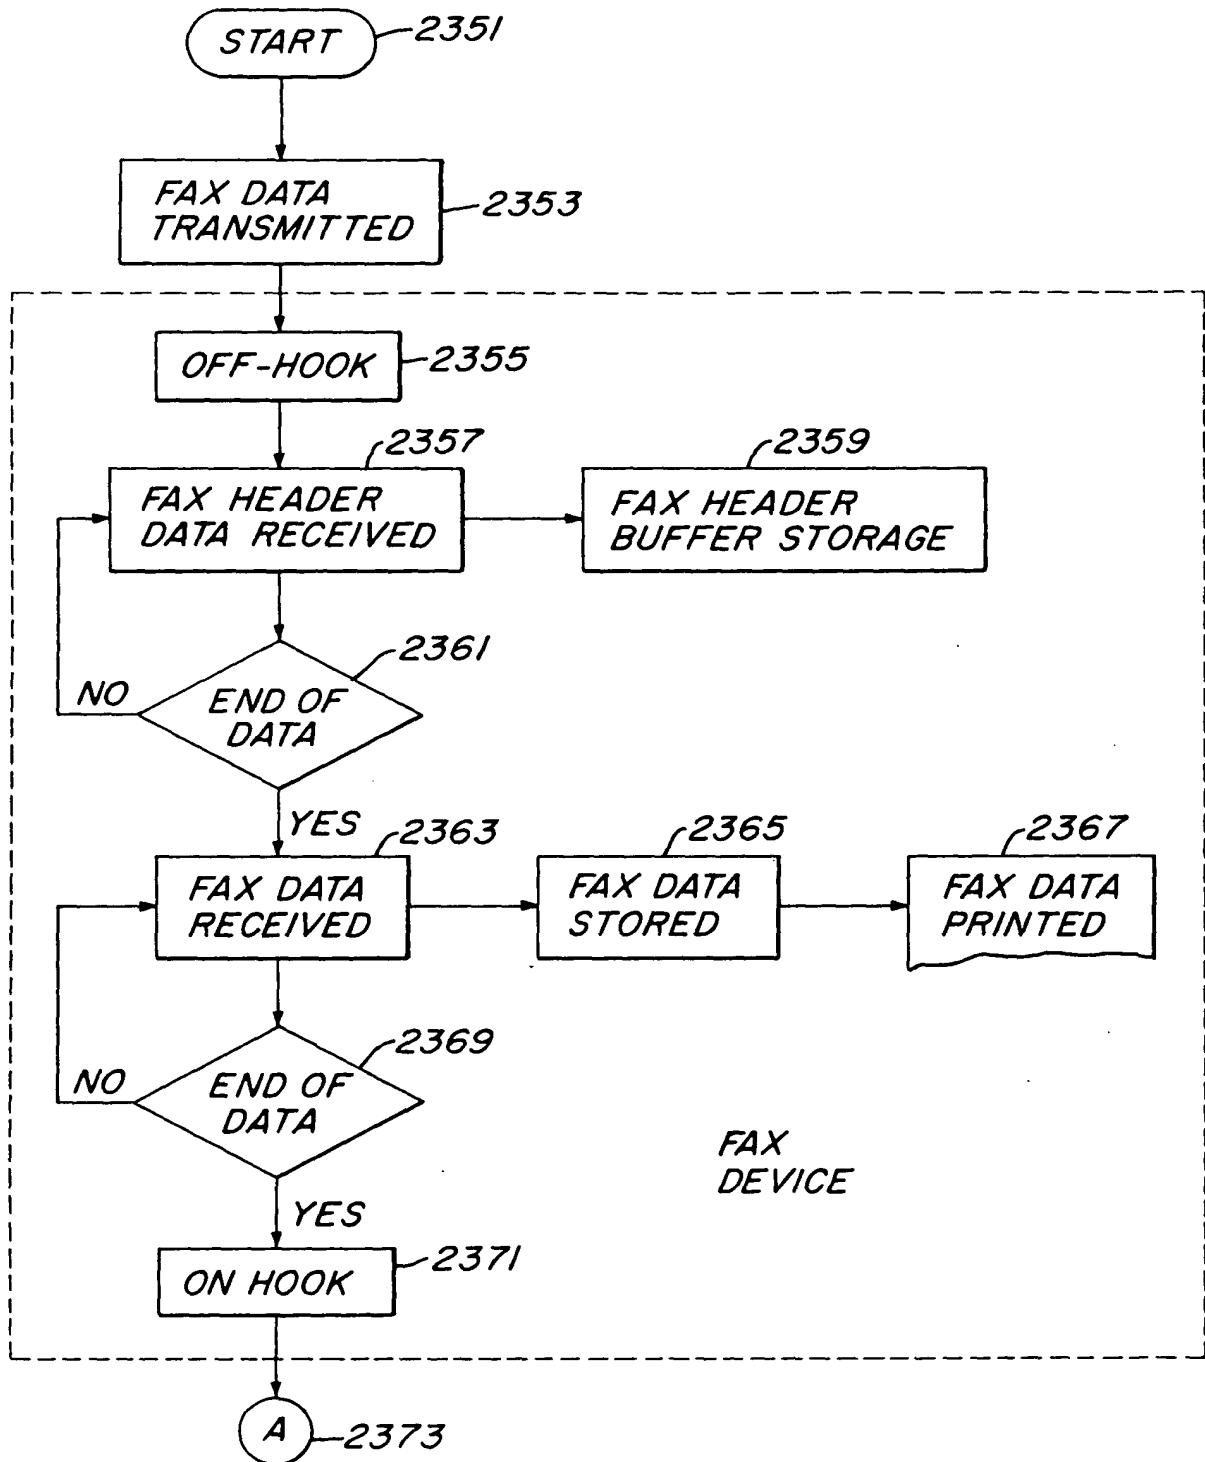 START
2351
FAX DATA
TRANSMITTED
2353
OFF-HOOK
2355
2357
FAX HEADER
DATA RECEIVED
2359
FAX HEADER
BUFFER STORAGE
2361
END OF
DATA
NO
YES
2363
FAX DATA
RECEIVED
2365
FAX DATA
STORED
2367
FAX DATA
PRINTED
2369
END OF
DATA
NO
YES
FAX
DEVICE
ON HOOK
2371
A
2373